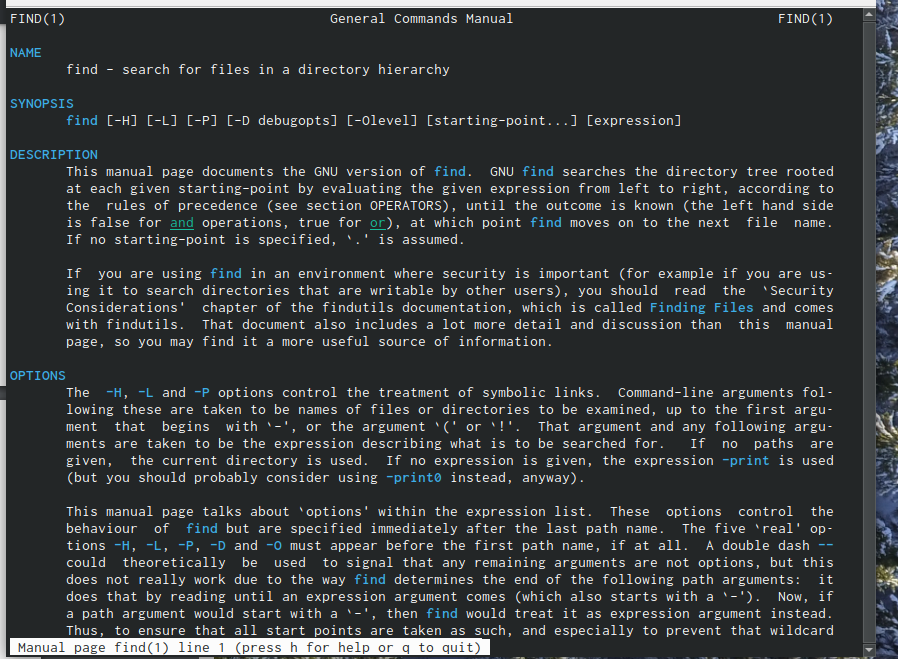 FIND(1) General Commands Manual FIND(1)
NAME
find - search for files in a directory hierarchy
SYNOPSIS
find [-H] [-L] [-P] [-D debugopts] [-Olevel] [starting-point...] [expression]
DESCRIPTION
This manual page documents the GNU version of find. GNU find searches the directory tree rooted
at each given starting-point by evaluating the given expression from left to right, according to
the rules of precedence (see section OPERATORS), until the outcome is known (the left hand side
is false for and operations, true for or), at which point find moves on to the next file name.
If no starting-point is specified, `.' is assumed.
If you are using find in an environment where security is important (for example if you are us-
ing it to search directories that are writable by other users), you should read the `Security
Considerations' chapter of the findutils documentation, which is called Finding Files and comes
with findutils. That document also includes a lot more detail and discussion than this manual
page, so you may find it a more useful source of information.
OPTIONS
The -H, -L and -P options control the treatment of symbolic links. Command-line arguments fol-
lowing these are taken to be names of files or directories to be examined, up to the first argu-
ment that begins with `-', or the argument `(' or `!'. That argument and any following argu-
ments are taken to be the expression describing what is to be searched for. If no paths are
given, the current directory is used. If no expression is given, the expression -print is used
(but you should probably consider using -print0 instead, anyway).
This manual page talks about `options' within the expression list. These options control the
behaviour of find but are specified immediately after the last path name. The five `real' op-
tions -H, -L, -P, -D and -O must appear before the first path name, if at all. A double dash --
could theoretically be used to signal that any remaining arguments are not options, but this
does not really work due to the way find determines the end of the following path arguments: it
does that by reading until an expression argument comes (which also starts with a `-'). Now, if
a path argument would start with a `-', then find would treat it as expression argument instead.
Thus, to ensure that all start points are taken as such, and especially to prevent that wildcard
Manual page find(1) line 1 (press h for help or q to quit)